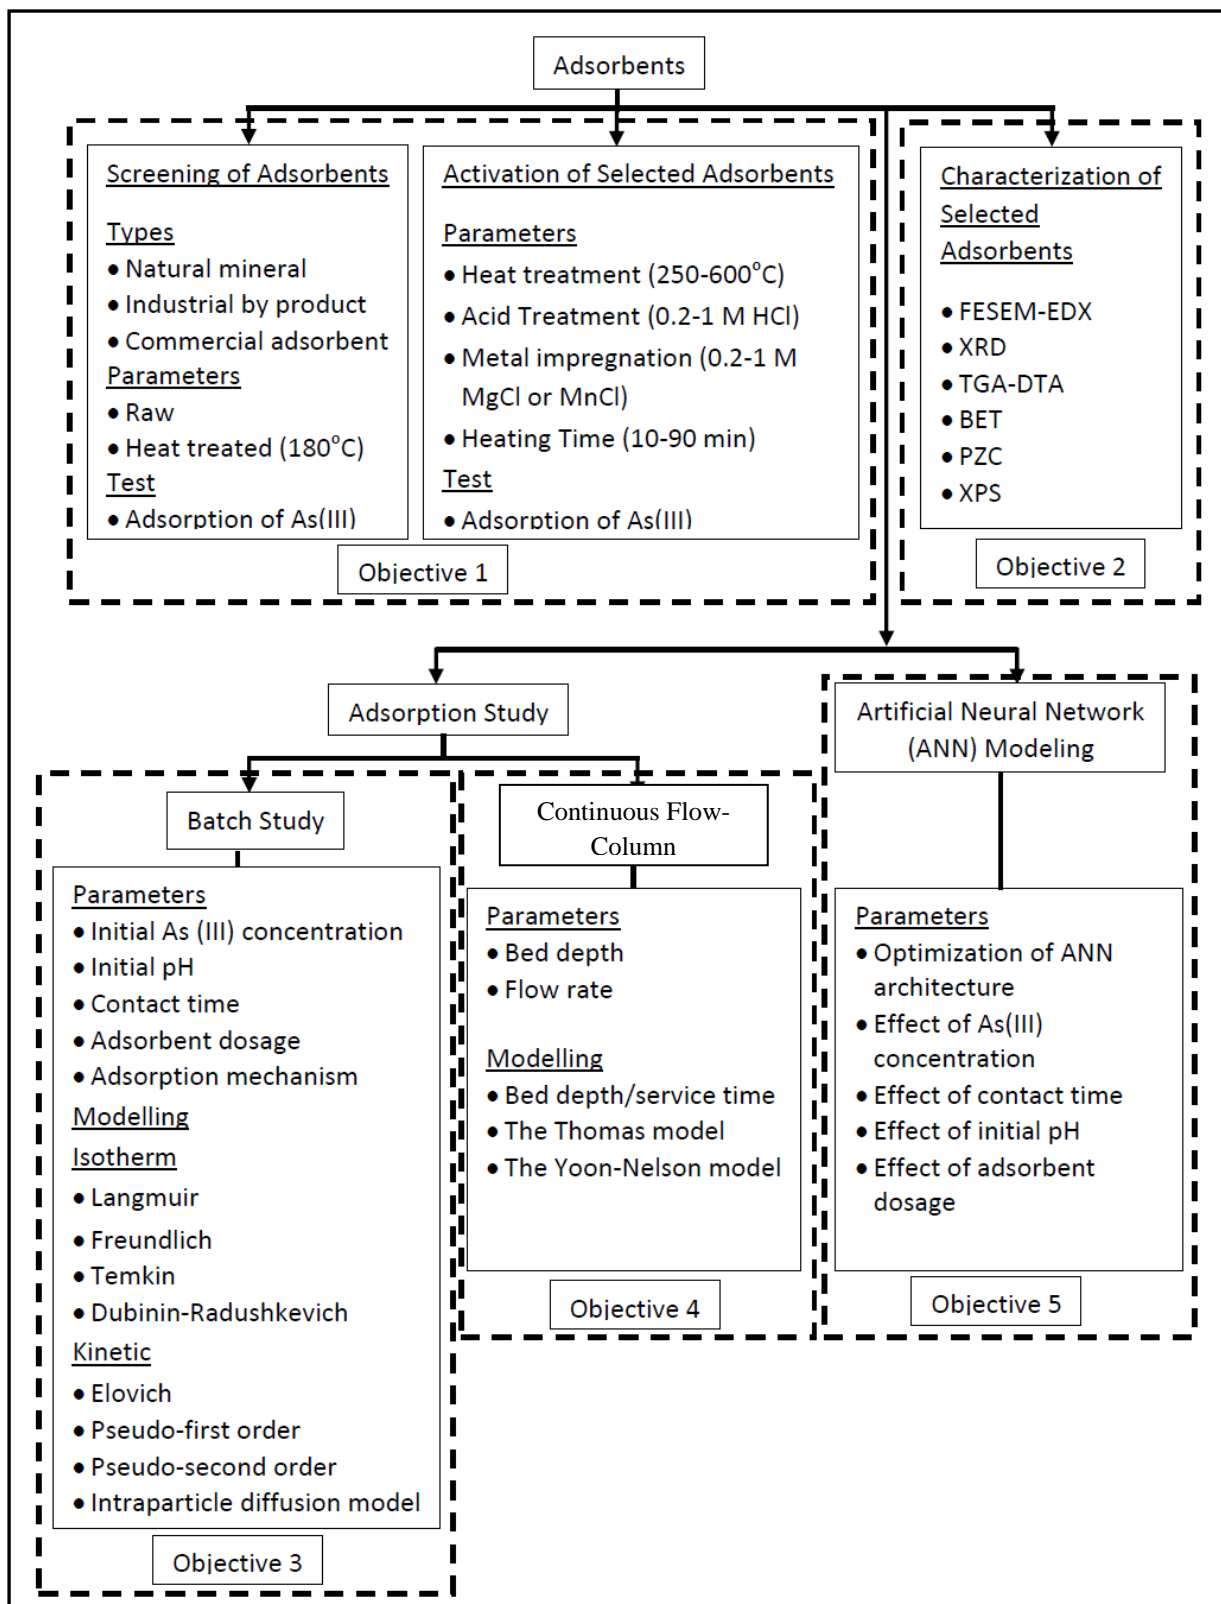 Adsorbents
Screening of Adsorbents
Types
• Natural mineral
• Industrial by product
• Commercial adsorbent
Parameters
• Raw
• Heat treated (180°C)
Test
• Adsorption of As(III)
Activation of Selected Adsorbents
Parameters
• Heat treatment (250-600°C)
• Acid Treatment (0.2-1 M HCl)
• Metal impregnation (0.2-1 M
MgCl or MnCl)
• Heating Time (10-90 min)
Test
• Adsorption of As(III)
Objective 1
Characterization of
Selected
Adsorbents
• FESEM-EDX
• XRD
• TGA-DTA
• BET
• PZC
• XPS
Objective 2
Adsorption Study
Batch Study
Parameters
• Initial As (III) concentration
• Initial pH
• Contact time
• Adsorbent dosage
• Adsorption mechanism
Modelling
Isotherm
• Langmuir
• Freundlich
• Temkin
• Dubinin-Radushkevich
Kinetic
• Elovich
• Pseudo-first order
• Pseudo-second order
• Intraparticle diffusion model
Objective 3
Continuous Flow-
Column
Parameters
• Bed depth
• Flow rate
Modelling
• Bed depth/service time
• The Thomas model
• The Yoon-Nelson model
Objective 4
Artificial Neural Network
(ANN) Modeling
Parameters
• Optimization of ANN
architecture
• Effect of As(III)
concentration
• Effect of contact time
• Effect of initial pH
• Effect of adsorbent
dosage
Objective 5